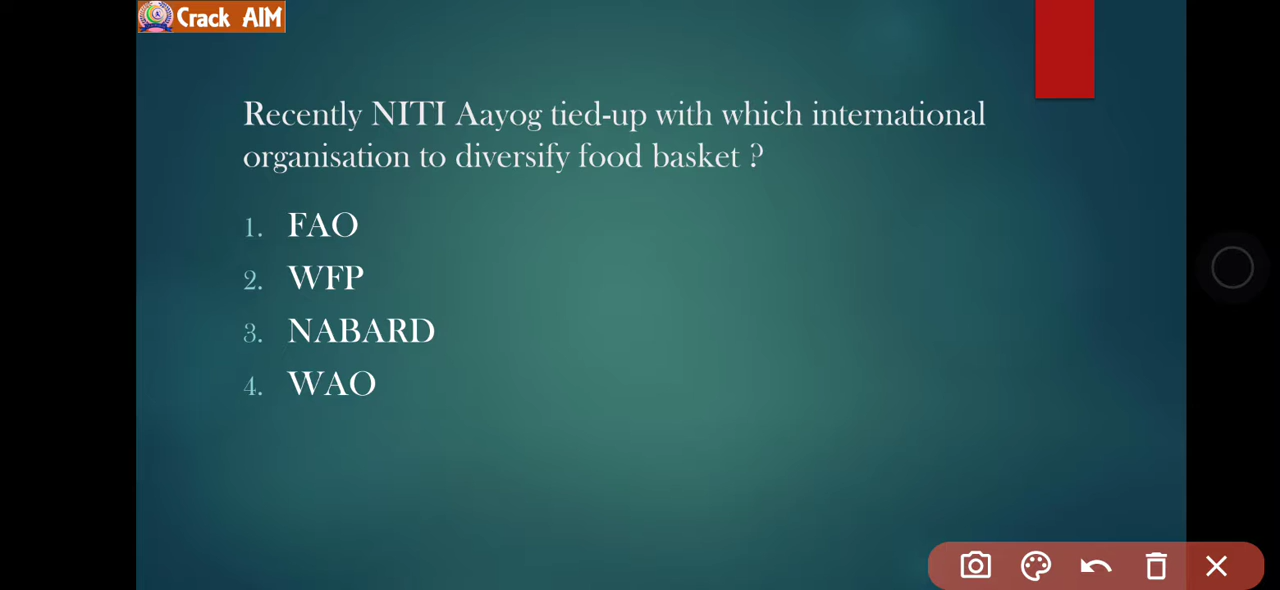 Crack AIM
Recently NITI Aayog tied-up with which international
organisation to diversify food basket ?
1. FAO
2. WFP
3. NABARD
4. WAO